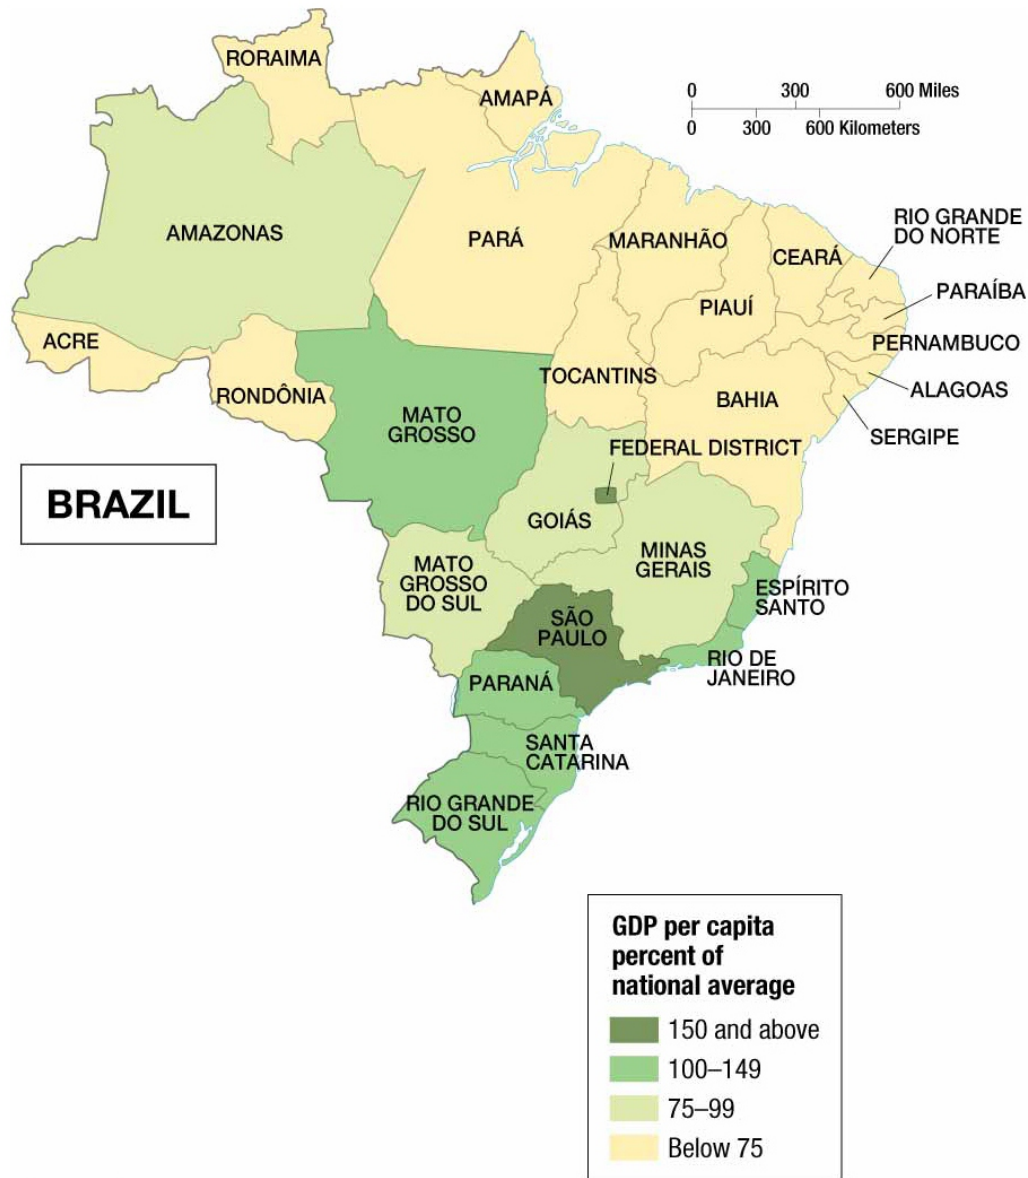 RORAIMA
AMAPÁ
0 300 600 Miles
0 300 600 Kilometers
AMAZONAS
PARÁ
MARANHÃO
CEARÁ
RIO GRANDE
DO NORTE
PIAUÍ
PARAÍBA
ACRE
PERNAMBUCO
RONDÔNIA
TOCANTINS
ALAGOAS
MATO
GROSSO
BAHIA
SERGIPE
FEDERAL DISTRICT
BRAZIL
GOIÁS
MINAS
GERAIS
MATO
GROSSO
DO SUL
ESPÍRITO
SANTO
SÃO
PAULO
RIO DE
JANEIRO
PARANÁ
SANTA
CATARINA
RIO GRANDE
DO SUL
GDP per capita
percent of
national average
150 and above
100–149
75–99
Below 75